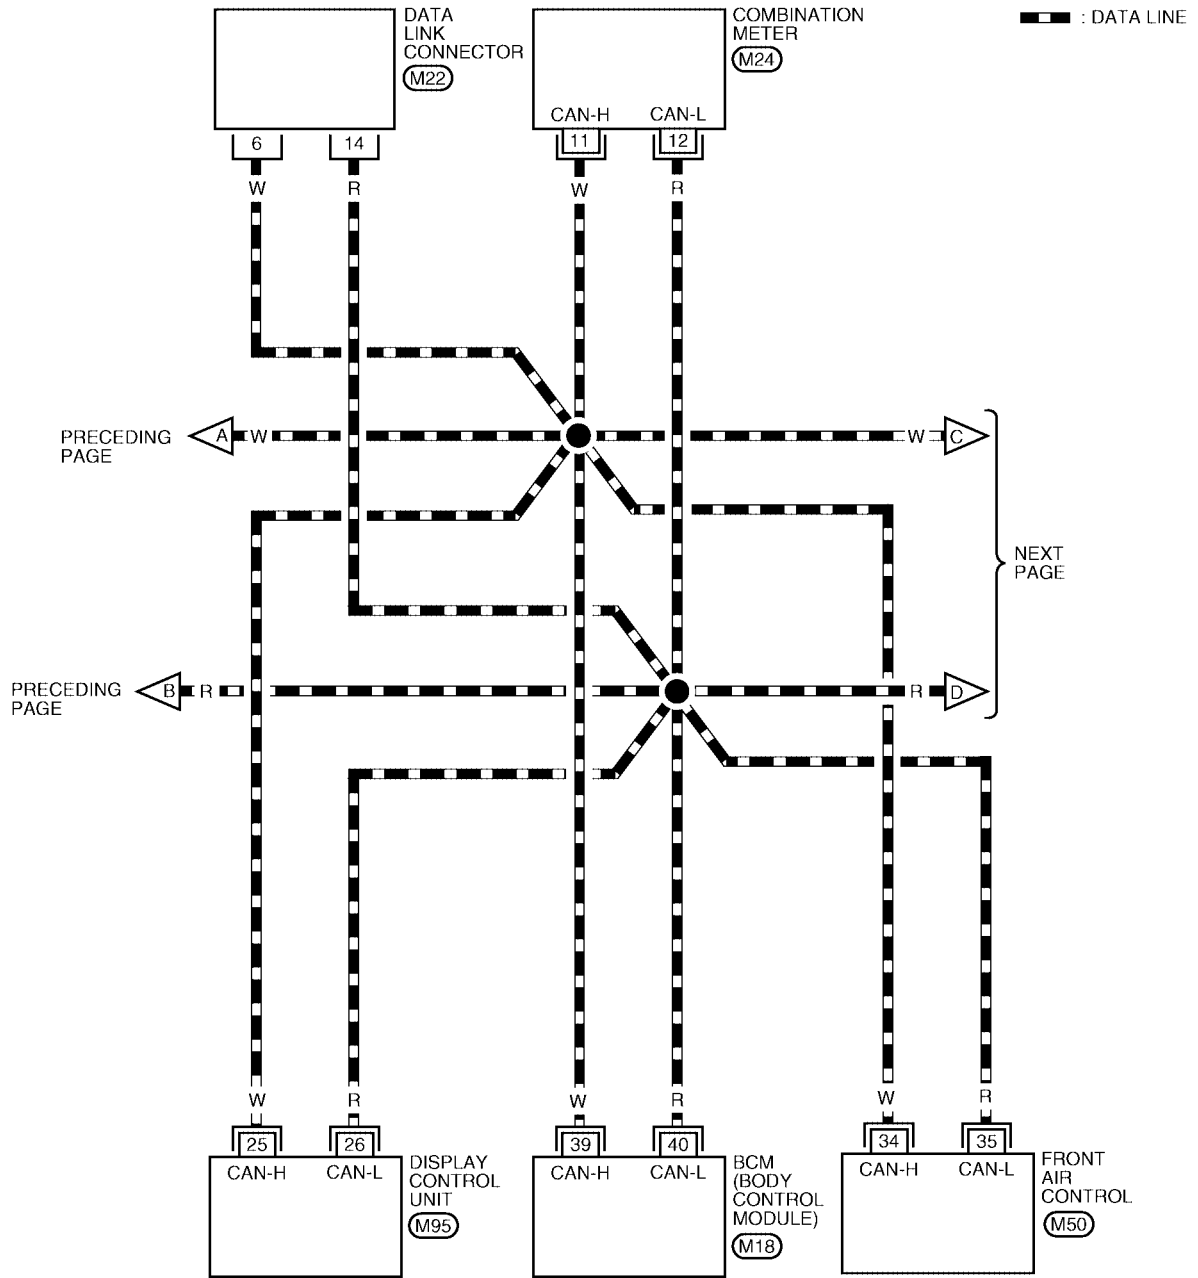 DATA
LINK
CONNECTOR
M22
COMBINATION
METER
M24
: DATA LINE
CAN-H
CAN-L
6
14
11
12
W
R
W
R
PRECEDING
PAGE
A
W
W
C
NEXT
PAGE
PRECEDING
PAGE
B
R
R
D
W
R
W
R
W
R
25
26
39
40
34
35
CAN-H
CAN-L
DISPLAY
CONTROL
UNIT
M95
CAN-H
CAN-L
BCM
(BODY
CONTROL
MODULE)
M18
CAN-H
CAN-L
FRONT
AIR
CONTROL
M50